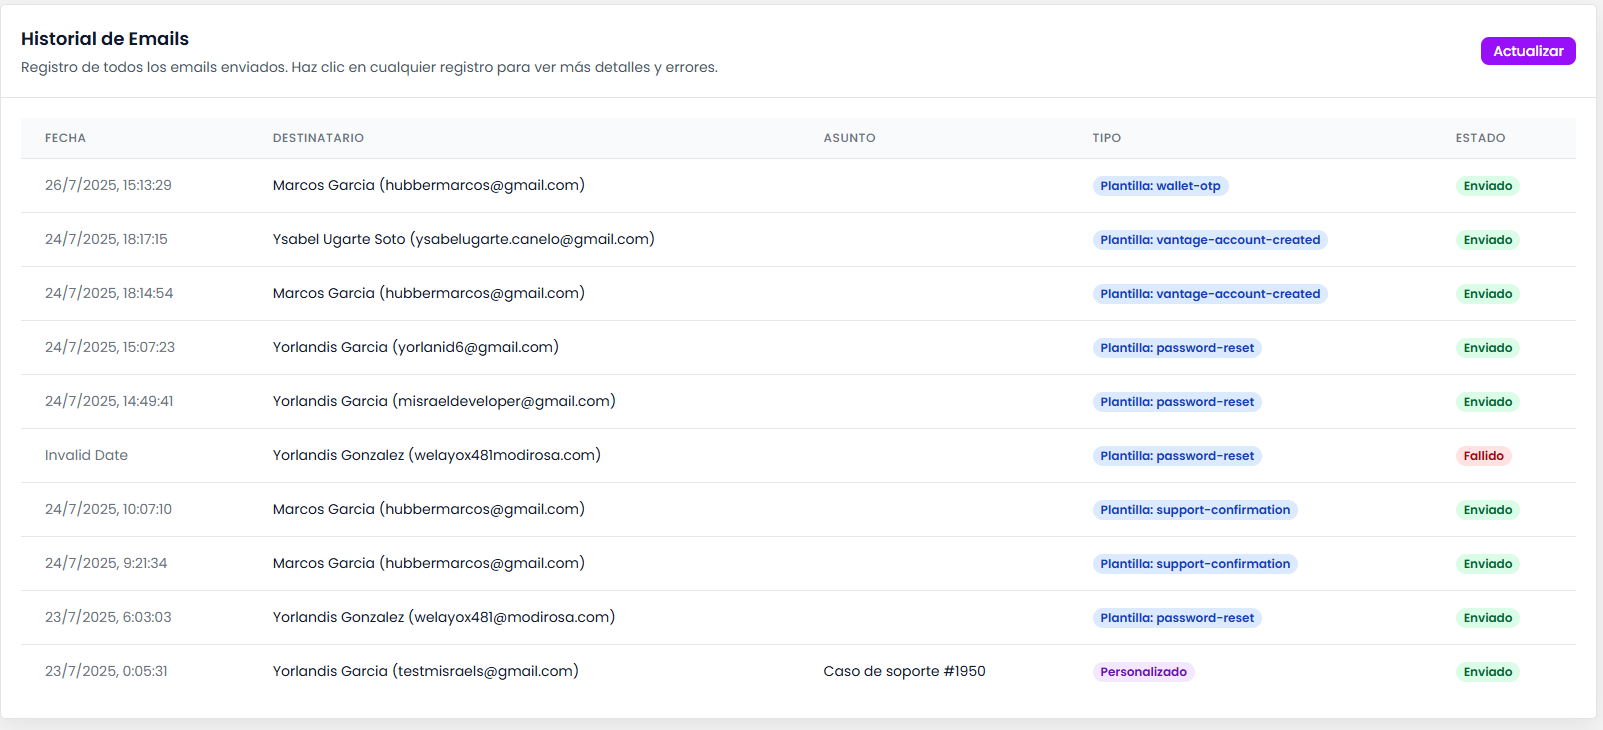 Historial de Emails
Actualizar
Registro de todos los emails enviados. Haz clic en cualquier registro para ver más detalles y errores.
FECHA DESTINATARIO ASUNTO TIPO ESTADO
26/7/2025, 15:13:29 Marcos Garcia (hubbermarcos@gmail.com) Plantilla: wallet-otp Enviado
24/7/2025, 18:17:15 Ysabel Ugarte Soto (ysabelugarte.canelo@gmail.com) Plantilla: vantage-account-created Enviado
24/7/2025, 18:14:54 Marcos Garcia (hubbermarcos@gmail.com) Plantilla: vantage-account-created Enviado
24/7/2025, 15:07:23 Yorlandis Garcia (yorlanid6@gmail.com) Plantilla: password-reset Enviado
24/7/2025, 14:49:41 Yorlandis Garcia (misraeldeveloper@gmail.com) Plantilla: password-reset Enviado
Invalid Date Yorlandis Gonzalez (welayox481modirosa.com) Plantilla: password-reset Fallido
24/7/2025, 10:07:10 Marcos Garcia (hubbermarcos@gmail.com) Plantilla: support-confirmation Enviado
24/7/2025, 9:21:34 Marcos Garcia (hubbermarcos@gmail.com) Plantilla: support-confirmation Enviado
23/7/2025, 6:03:03 Yorlandis Gonzalez (welayox481@modirosa.com) Plantilla: password-reset Enviado
23/7/2025, 0:05:31 Yorlandis Garcia (testmisraels@gmail.com) Caso de soporte #1950 Personalizado Enviado